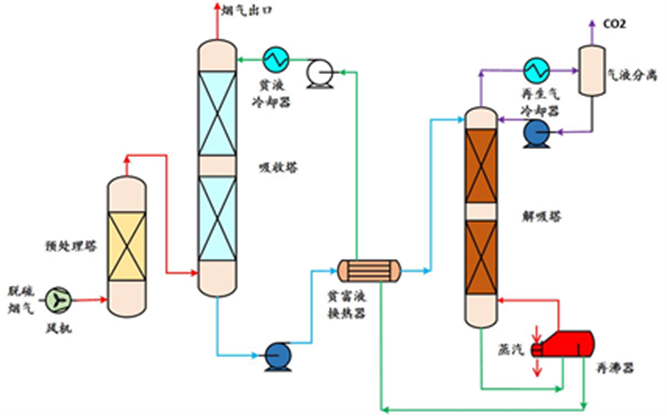 烟气出口
CO2
贫液
冷却器
再生气
冷却器
气液分离
吸收塔
解吸塔
预处理塔
脱硫
烟气
风机
贫富液
换热器
蒸汽
再沸器